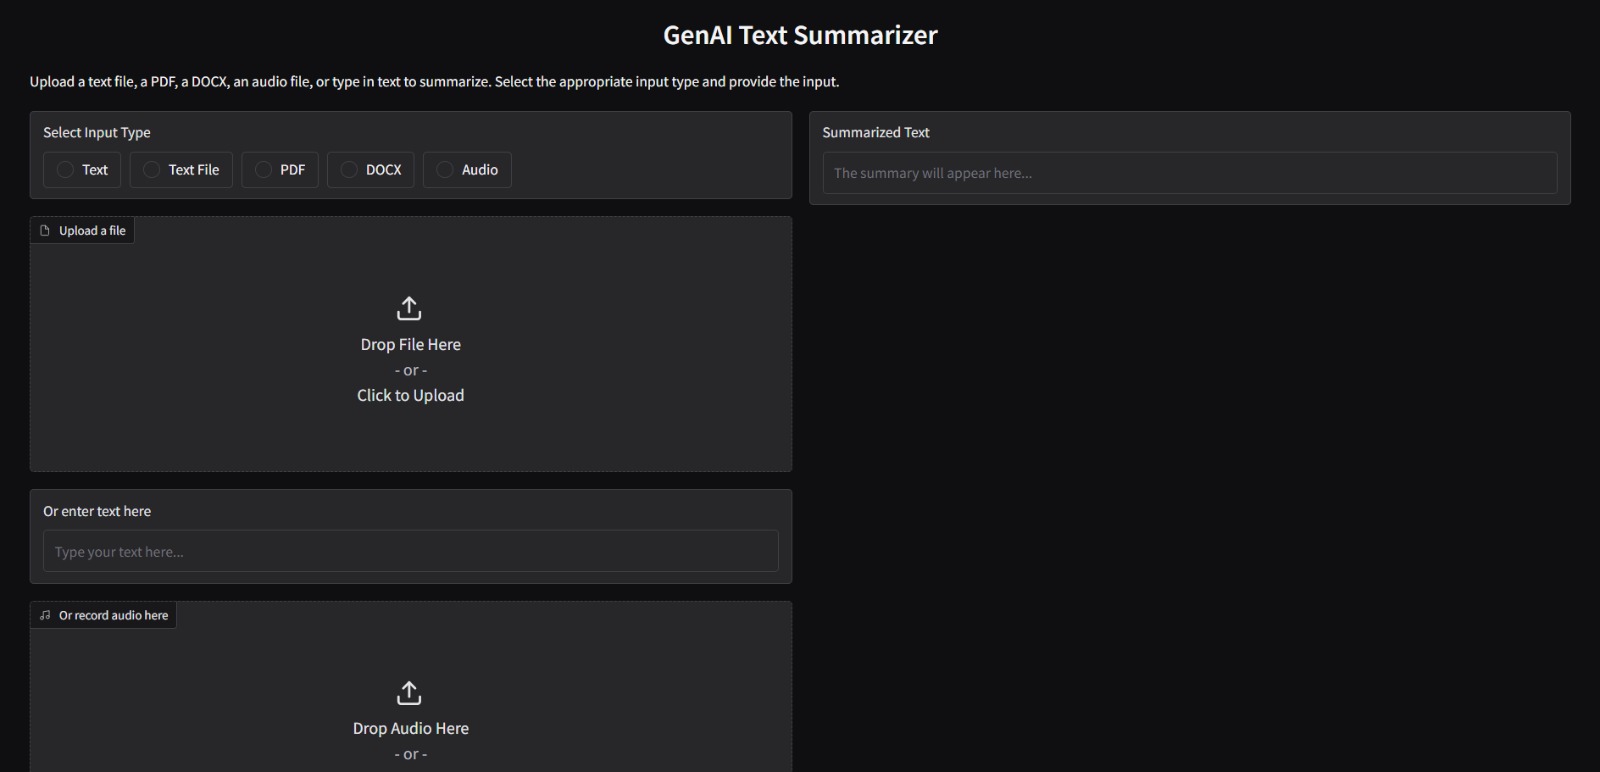 GenAI Text Summarizer
Upload a text file, a PDF, a DOCX, an audio file, or type in text to summarize. Select the appropriate input type and provide the input.
Select Input Type
Text
Text File
PDF
DOCX
Audio
Summarized Text
The summary will appear here...
Upload a file
Drop File Here
- or -
Click to Upload
Or enter text here
Type your text here...
Or record audio here
Drop Audio Here
- or -